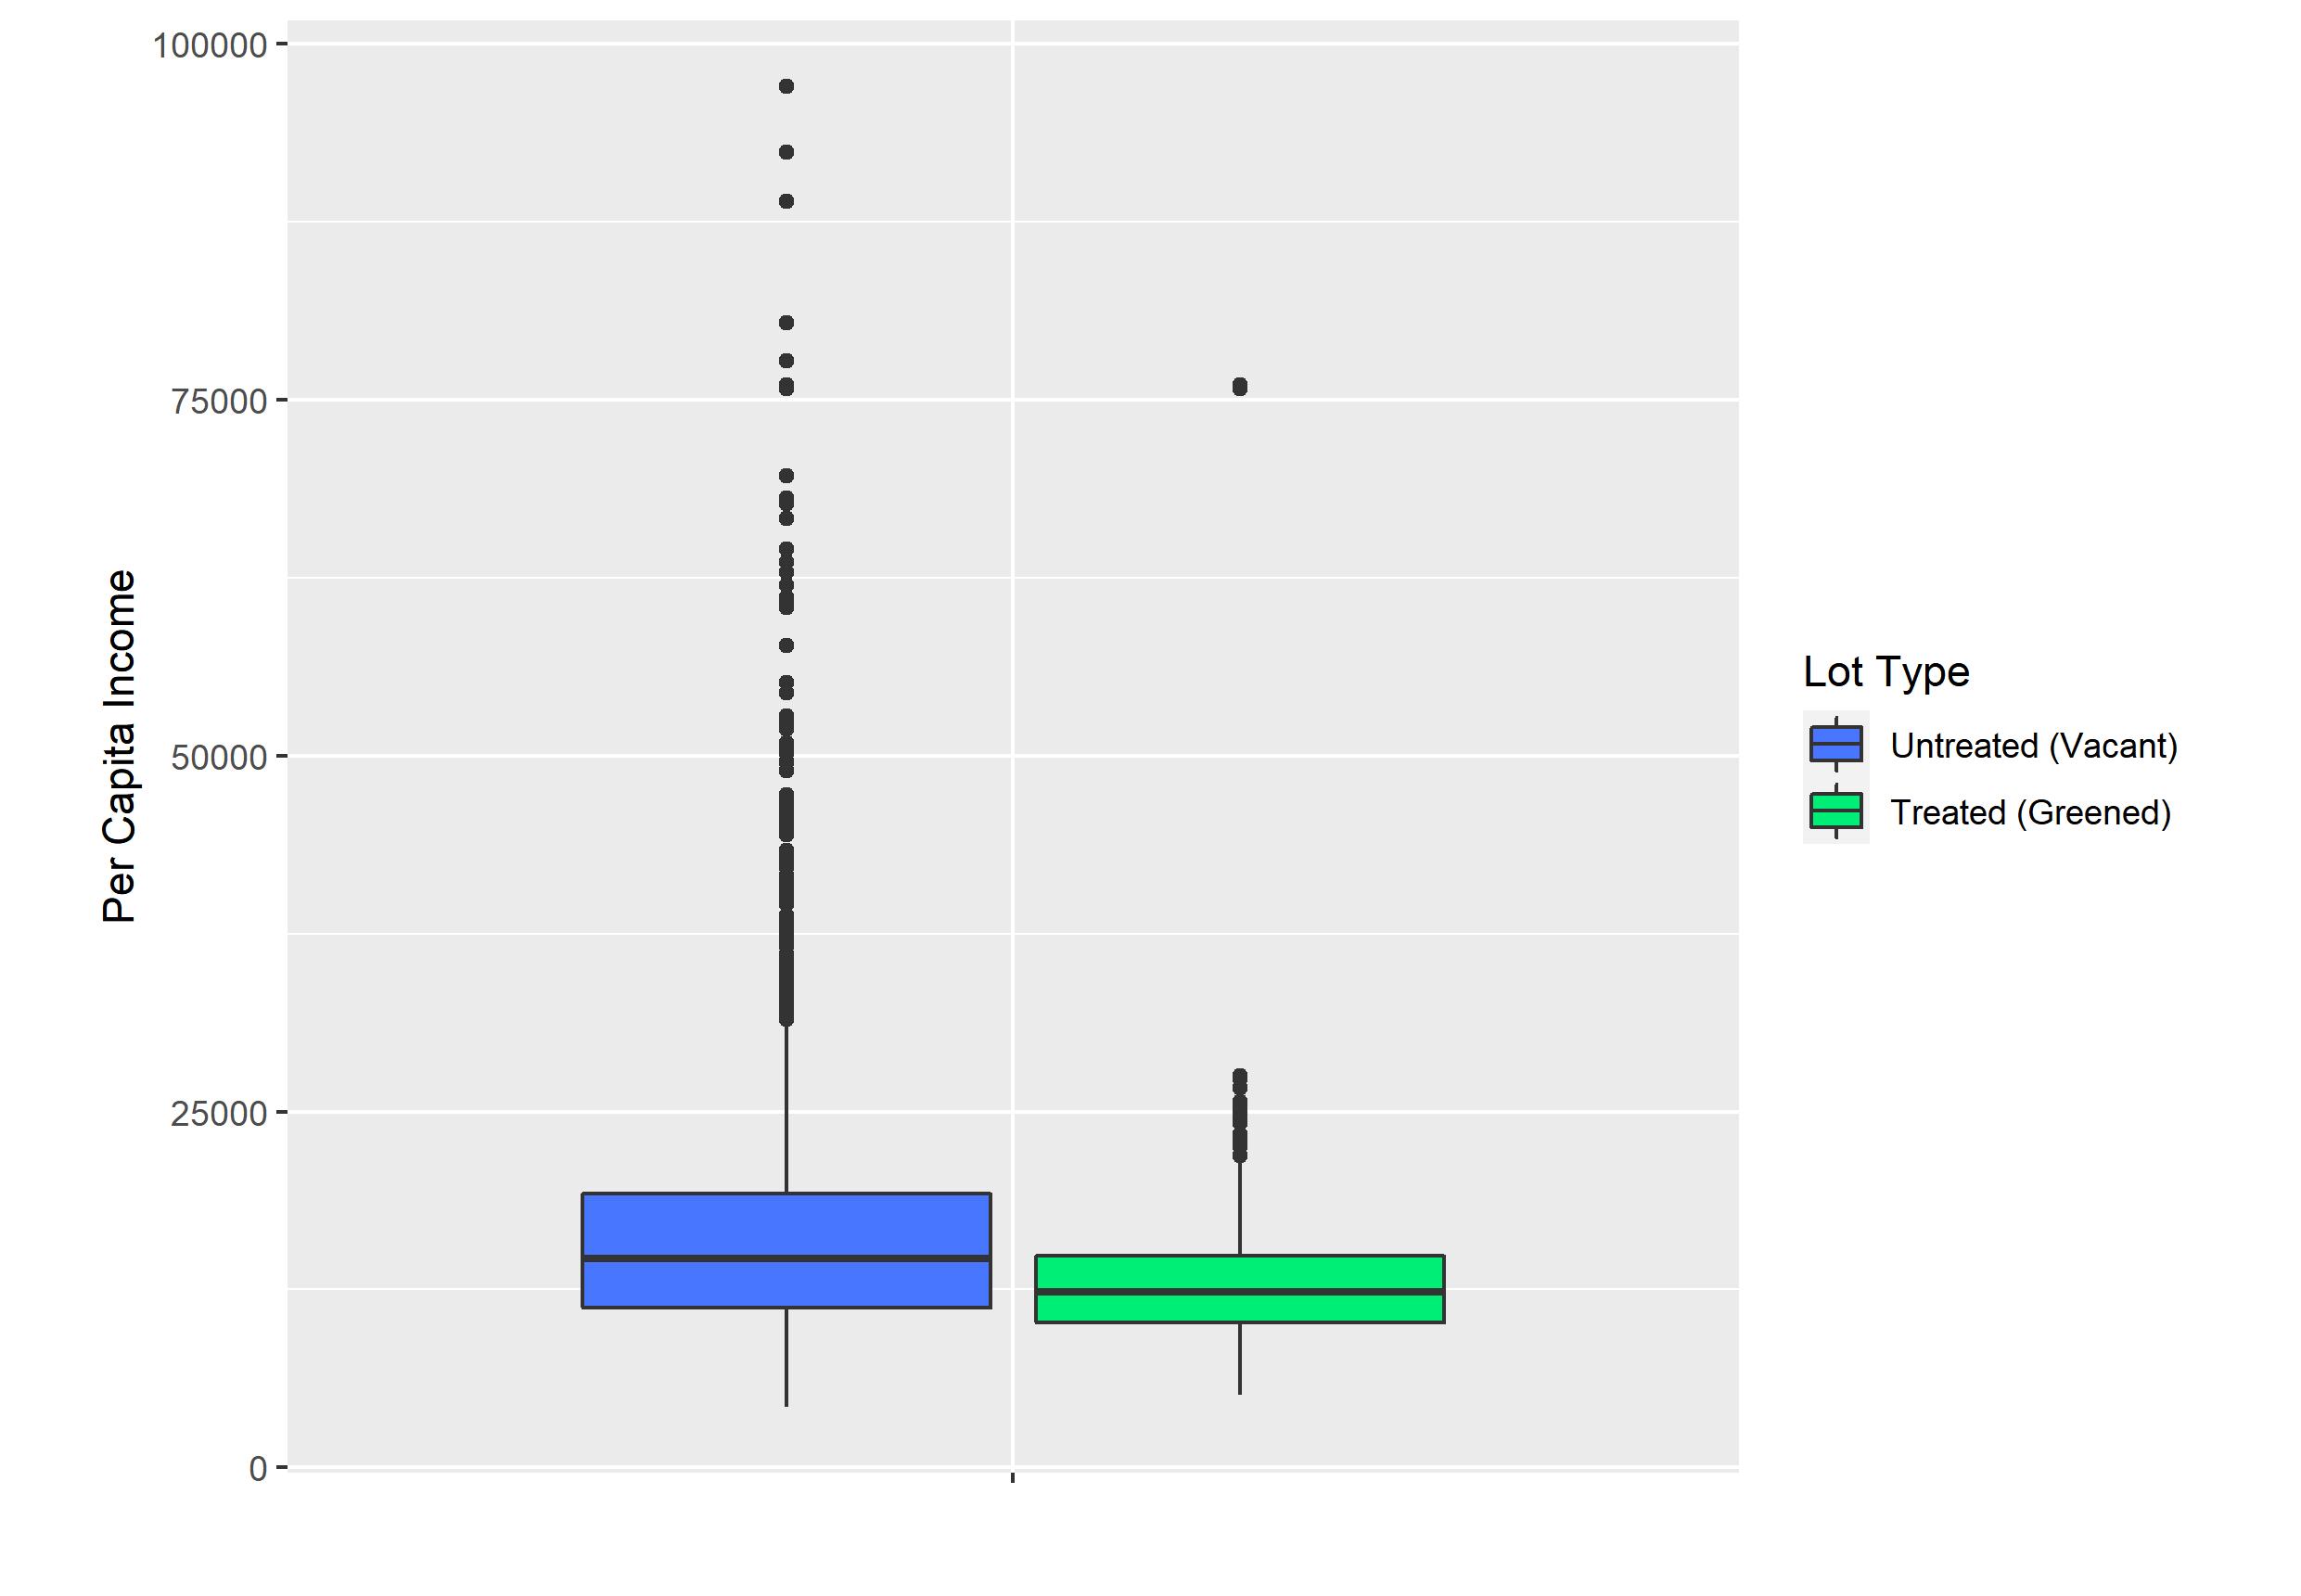 100000
75000
50000
25000
0
Per Capita Income
Lot Type
Untreated (Vacant)
Treated (Greened)